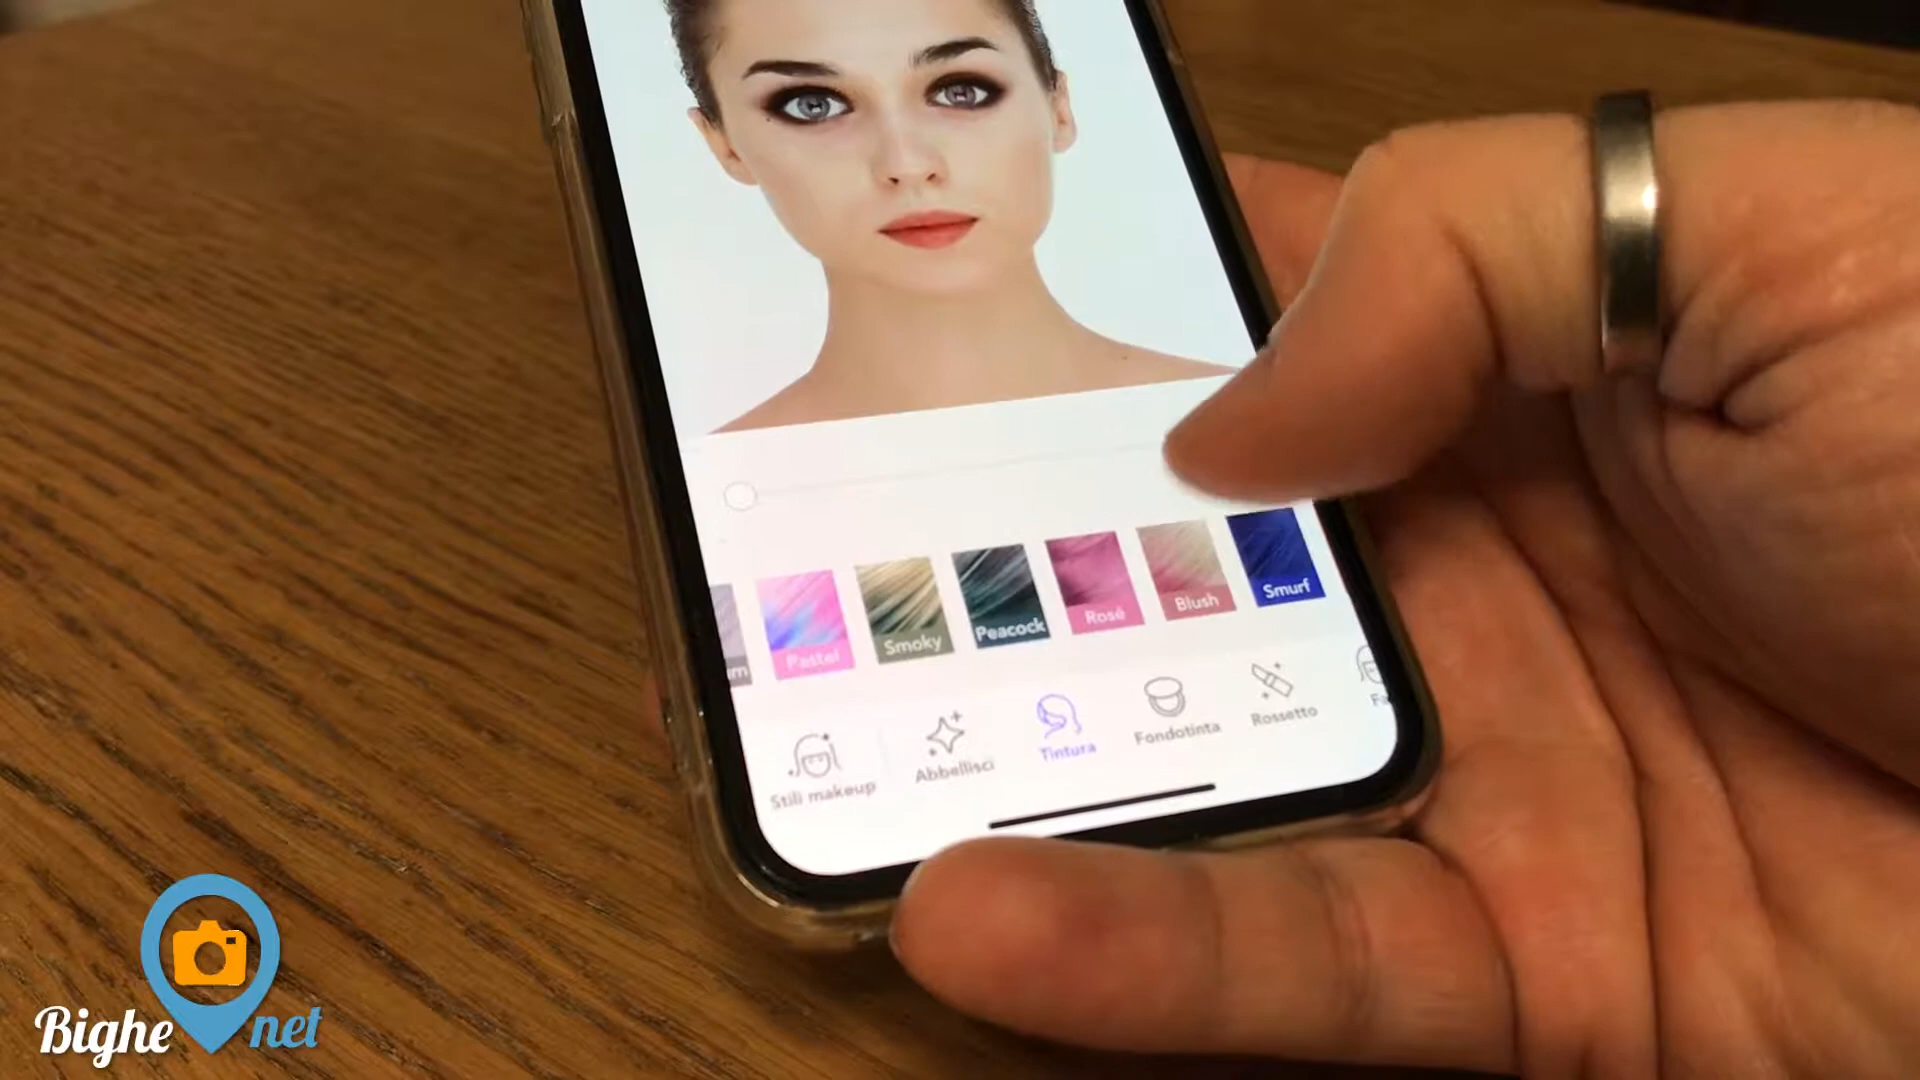 Pastel
Smoky
Peacock
Rosé
Blush
Smurf
Stili makeup
Abbellisci
Tintura
Fondotinta
Rossetto
Bighe net